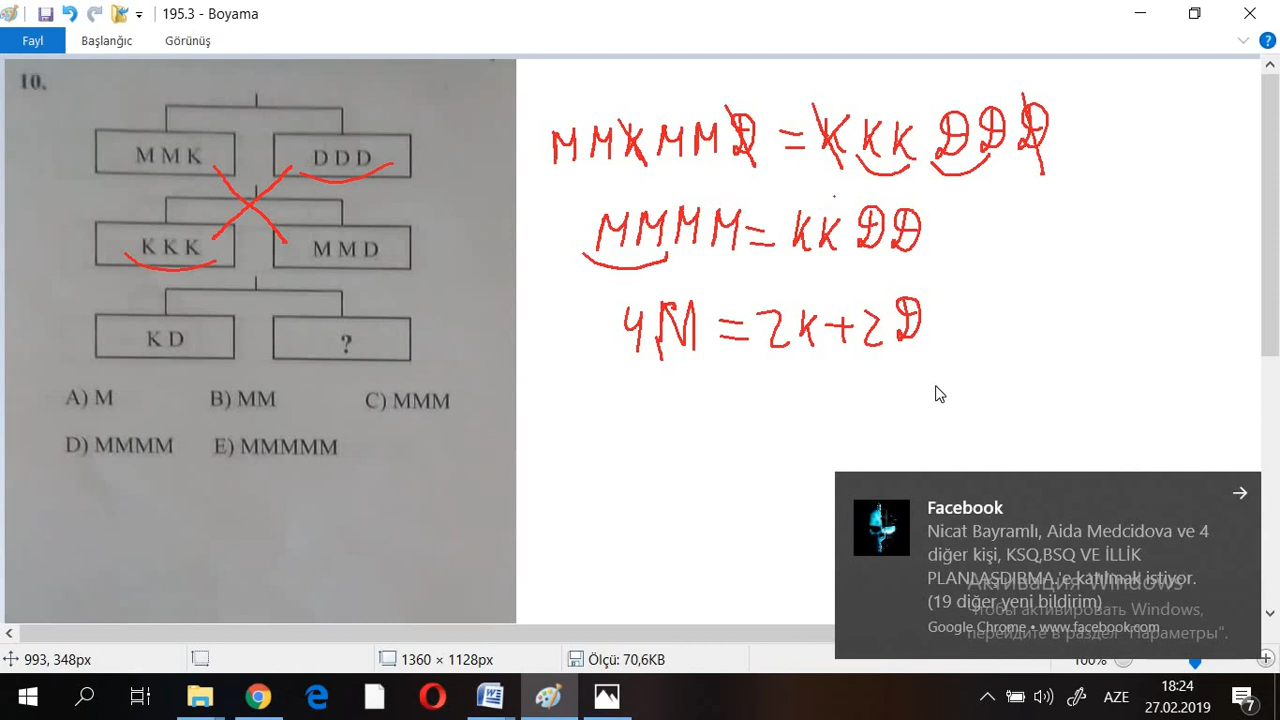 195.3 - Boyama
Fayl Başlanğıc Görünüş
10.
MMK DDD
KKK MMD
KD ?
A) M B) MM C) MMM
D) MMMM E) MMMMM
MMKMMD = KKKDDD
MMMM = KKDD
4M = 2K + 2D
Facebook
Nicat Bayramlı, Aida Medcidova ve 4
diğer kişi, KSQ,BSQ VE İLLİK
PLANLAŞDIRMA,'e katılmak istiyor.
(19 diğer yeni bildirim)
Google Chrome • www.facebook.com
Активация Windows
Чтобы активировать Windows,
перейдите в раздел "Параметры".
993, 348px 1360 × 1128px Ölçü: 70,6KB 100%
AZE 18:24
27.02.2019 7